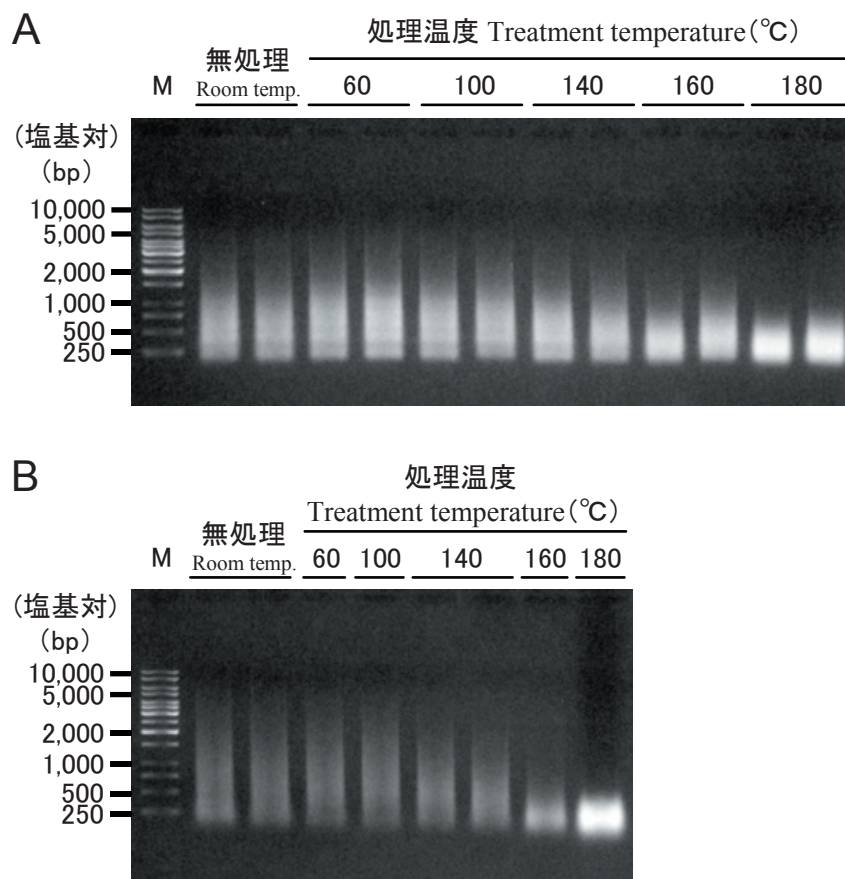 A
処理温度 Treatment temperature(℃)
無処理
M Room temp. 60 100 140 160 180
(塩基対)
(bp)
10,000
5,000
2,000
1,000
500
250
B
処理温度
Treatment temperature(℃)
無処理
M Room temp. 60 100 140 160 180
(塩基対)
(bp)
10,000
5,000
2,000
1,000
500
250